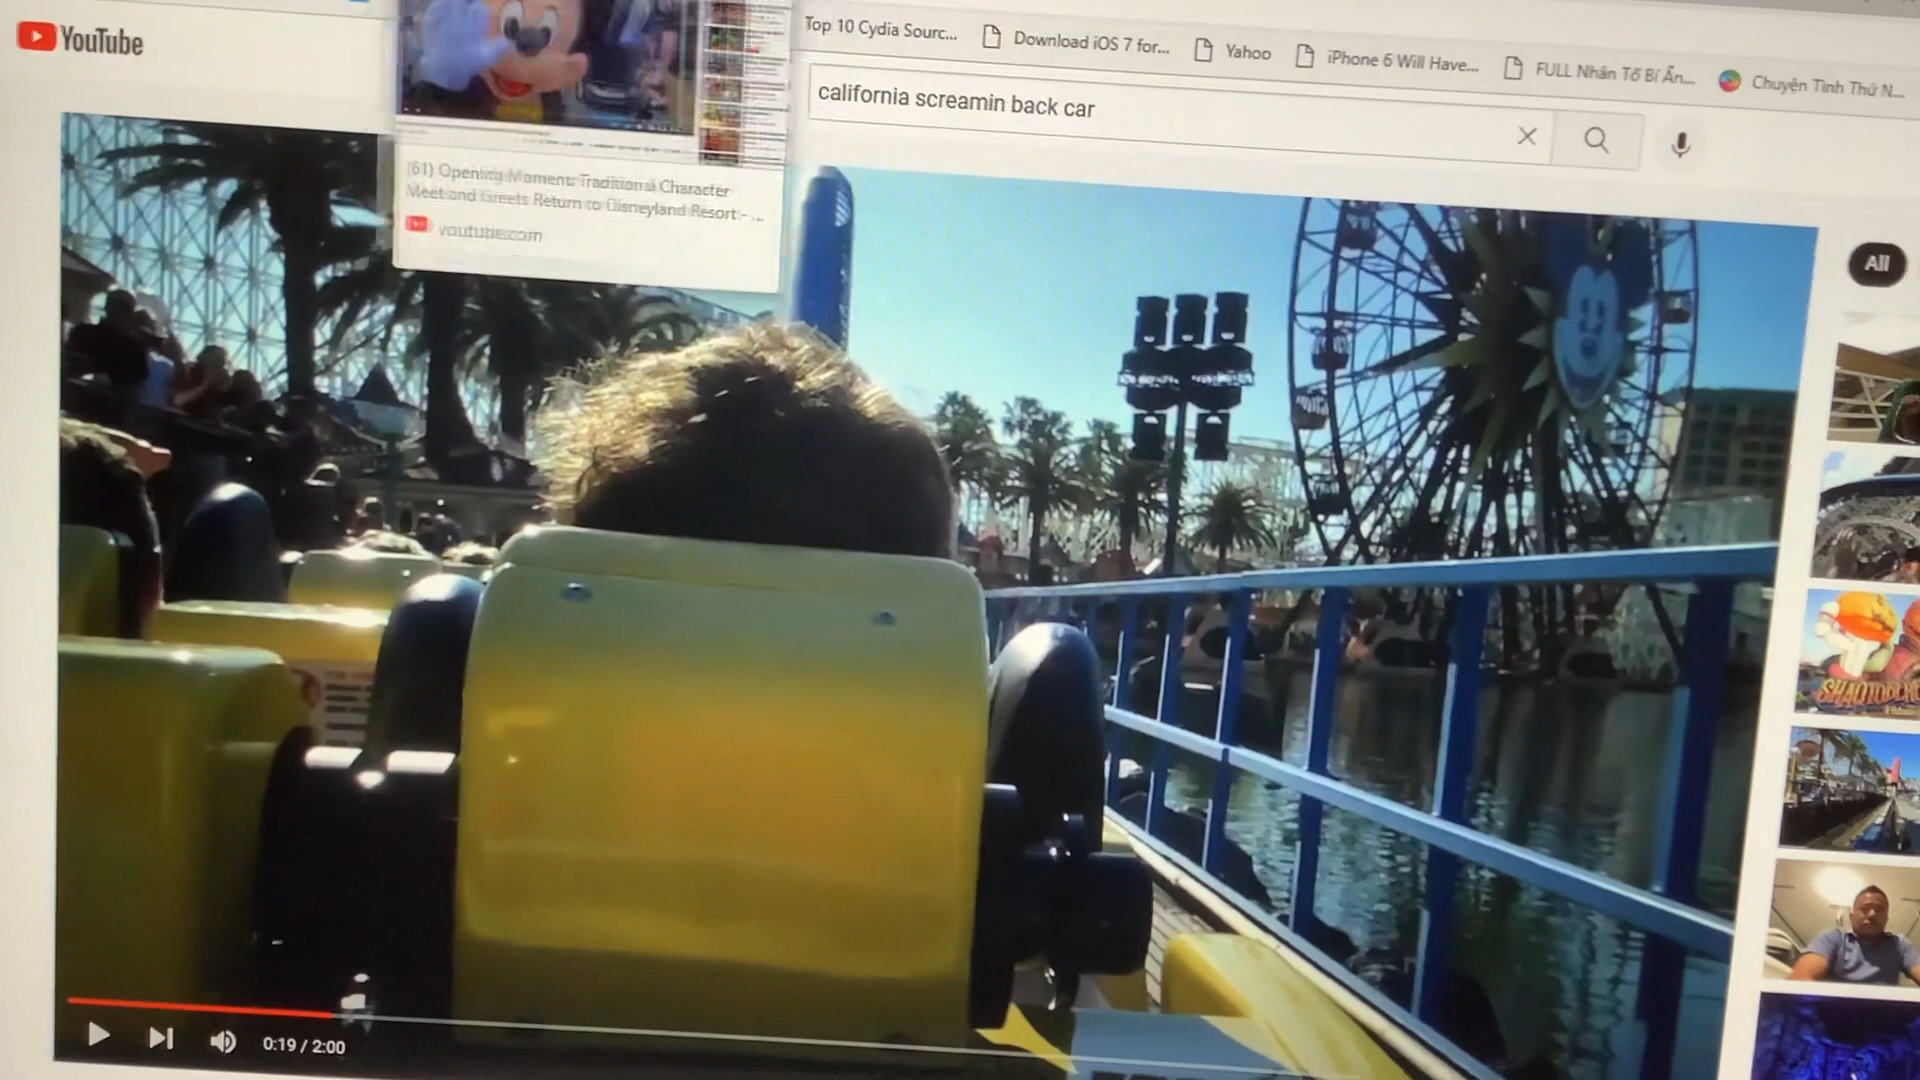 YouTube
Top 10 Cydia Sourc...
Download iOS 7 for...
Yahoo
iPhone 6 Will Have...
FULL Nhân Tố Bí Ẩn...
Chuyện Tình Thứ N...
california screamin back car
(61) Opening Moment: Traditional Character
Meet and Greets Return to Disneyland Resort - ...
youtube.com
All
0:19 / 2:00